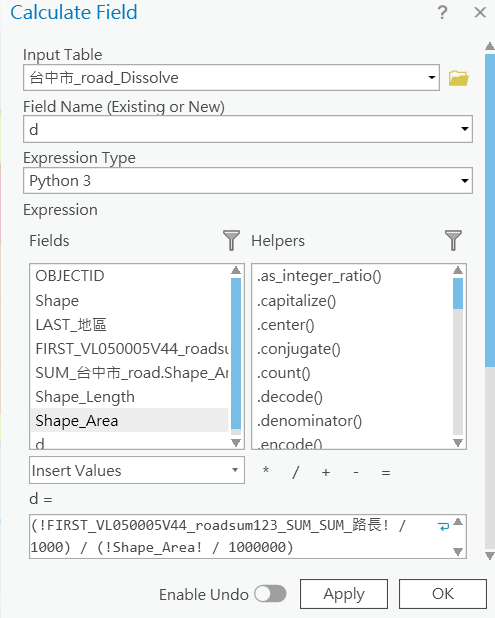 Calculate Field
?
Input Table
台中市_road_Dissolve
Field Name (Existing or New)
d
Expression Type
Python 3
Expression
Fields
Helpers
OBJECTID
Shape
LAST_地區
FIRST_VL050005V44_roadsu
SUM_台中市_road.Shape_Ar
Shape_Length
Shape_Area
d
.as_integer_ratio()
.capitalize()
.center()
.conjugate()
.count()
.decode()
.denominator()
.encode()
Insert Values
* / + - =
d =
(!FIRST_VL050005V44_roadsum123_SUM_SUM_路長! /
1000) / (!Shape_Area! / 1000000)
Enable Undo
Apply
OK